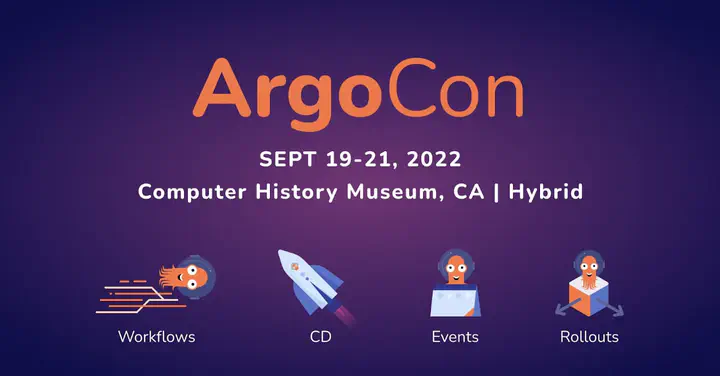 ArgoCon
SEPT 19-21, 2022
Computer History Museum, CA | Hybrid
Workflows
CD
Events
Rollouts